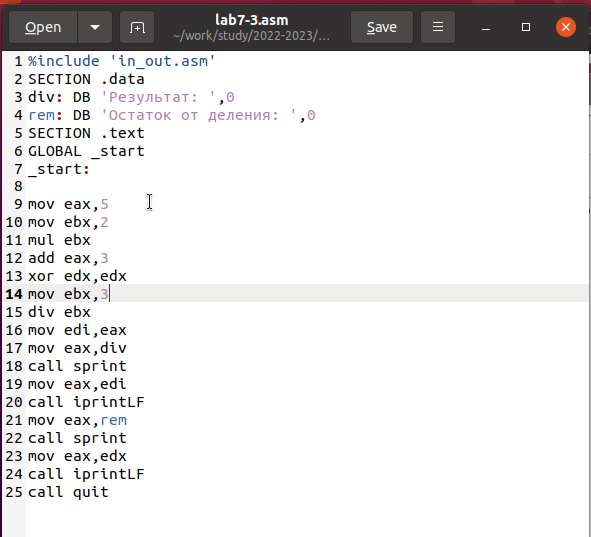 Open
lab7-3.asm
~/work/study/2022-2023/...
Save
1 %include 'in_out.asm'
2 SECTION .data
3 div: DB 'Результат: ',0
4 rem: DB 'Остаток от деления: ',0
5 SECTION .text
6 GLOBAL _start
7 _start:
8
9 mov eax,5
10 mov ebx,2
11 mul ebx
12 add eax,3
13 xor edx,edx
14 mov ebx,3
15 div ebx
16 mov edi,eax
17 mov eax,div
18 call sprint
19 mov eax,edi
20 call iprintLF
21 mov eax,rem
22 call sprint
23 mov eax,edx
24 call iprintLF
25 call quit